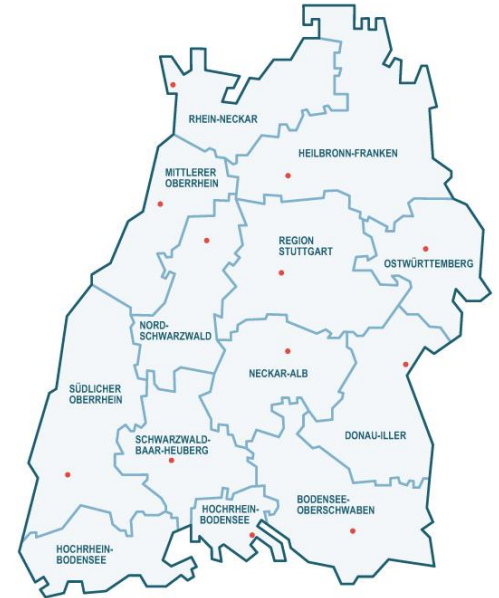 RHEIN-NECKAR
HEILBRONN-FRANKEN
MITTLERER
OBERRHEIN
REGION
STUTTGART
OSTWÜRTTEMBERG
NORD-
SCHWARZWALD
NECKAR-ALB
SÜDLICHER
OBERRHEIN
DONAU-ILLER
SCHWARZWALD-
BAAR-HEUBERG
BODENSEE-
OBERSCHWABEN
HOCHRHEIN-
BODENSEE
HOCHRHEIN-
BODENSEE